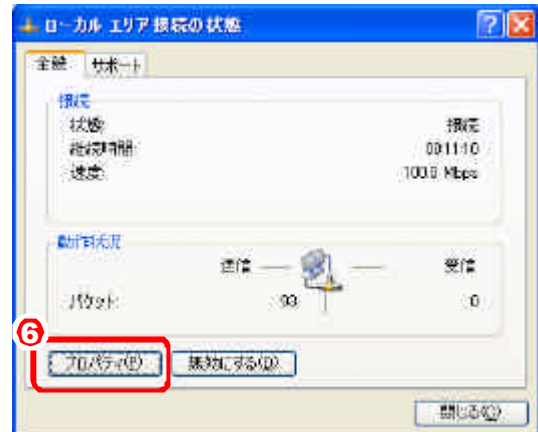 ローカル エリア接続の状態
全般 サポート
接続
状態: 接続
継続時間: 00:11:10
速度: 100.0 Mbps
動作状況
送信 受信
パケット: 93 0
6
プロパティ(P) 無効にする(D)
閉じる(C)